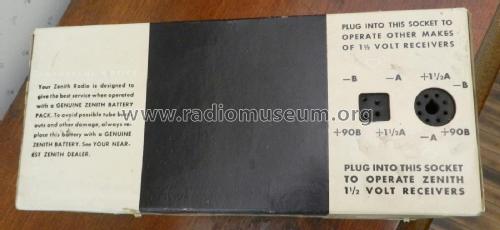 PLUG INTO THIS SOCKET TO
OPERATE OTHER MAKES
OF 1½ VOLT RECEIVERS
Your Zenith Radio is designed to
give the best service when operated
with a GENUINE ZENITH BATTERY
PACK. To avoid possible tube burn-
outs and other damage, always re-
place this battery with a GENUINE
ZENITH BATTERY. See YOUR NEAR-
EST ZENITH DEALER.
—B —A +1½A —B
+90B +1½A —A +90B
PLUG INTO THIS SOCKET
TO OPERATE ZENITH
1½ VOLT RECEIVERS
© www.radiomuseum.org